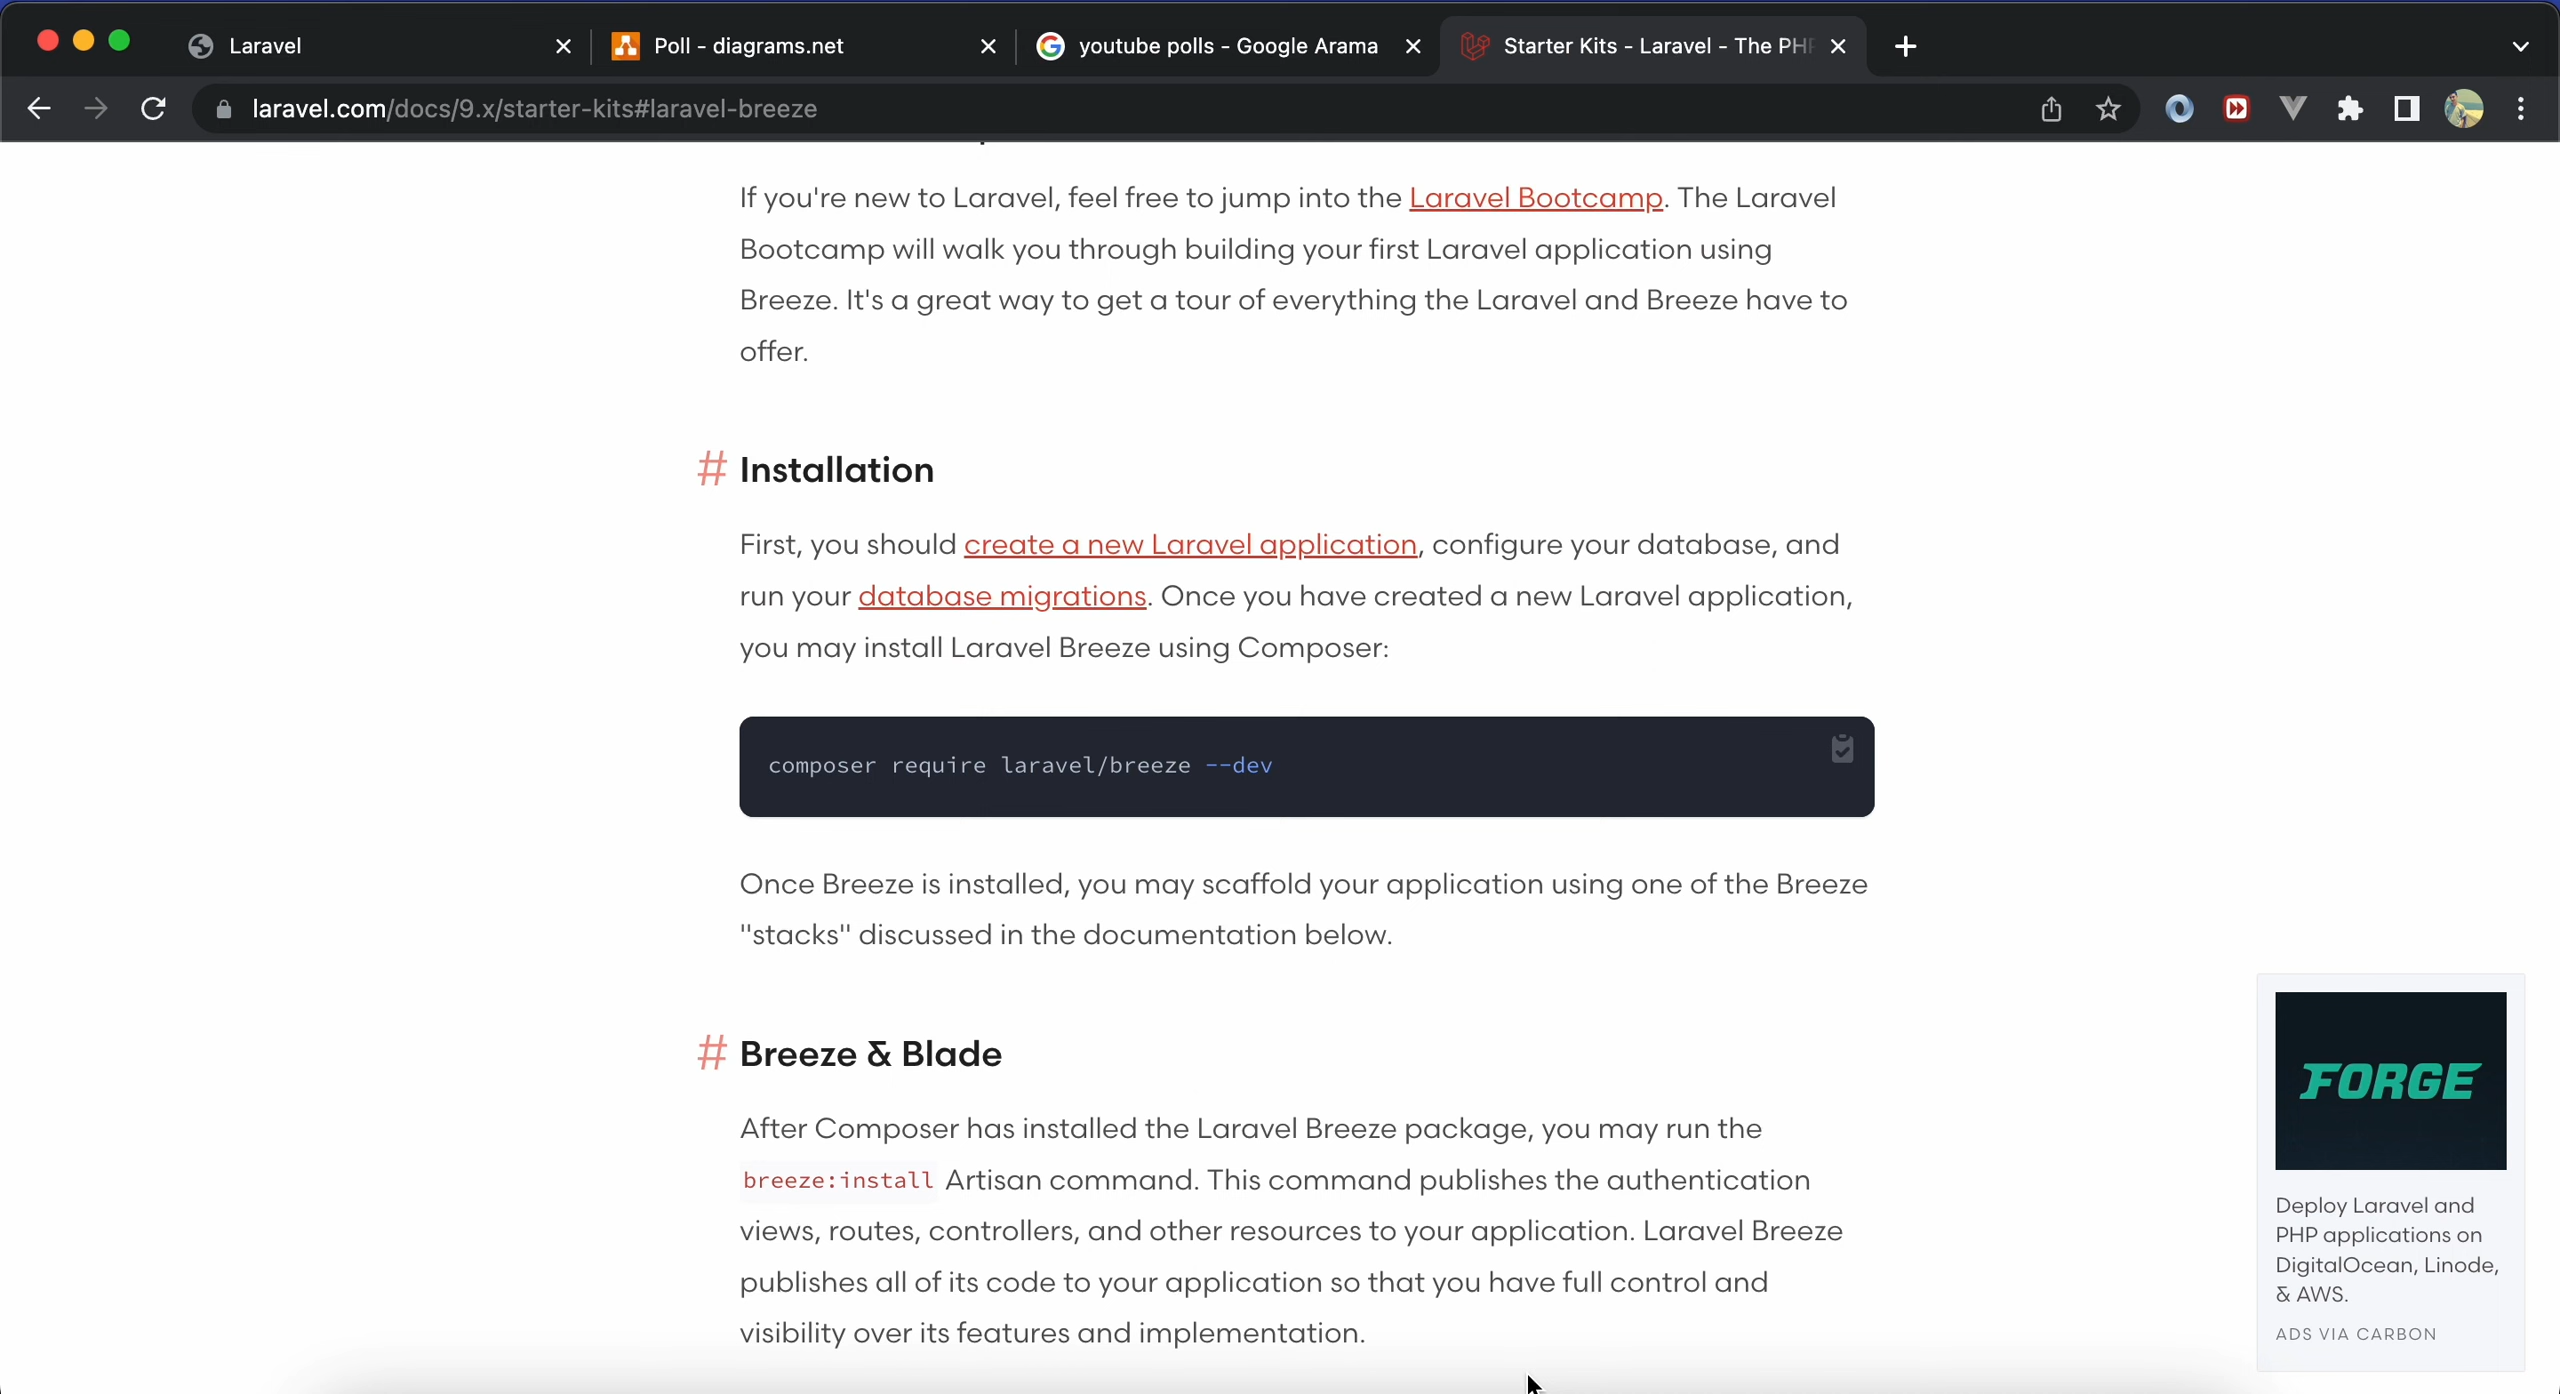 Laravel
Poll - diagrams.net
youtube polls - Google Arama
Starter Kits - Laravel - The PHP
laravel.com/docs/9.x/starter-kits#laravel-breeze
If you're new to Laravel, feel free to jump into the Laravel Bootcamp. The Laravel
Bootcamp will walk you through building your first Laravel application using
Breeze. It's a great way to get a tour of everything the Laravel and Breeze have to
offer.
# Installation
First, you should create a new Laravel application, configure your database, and
run your database migrations. Once you have created a new Laravel application,
you may install Laravel Breeze using Composer:
composer require laravel/breeze --dev
Once Breeze is installed, you may scaffold your application using one of the Breeze
"stacks" discussed in the documentation below.
# Breeze & Blade
After Composer has installed the Laravel Breeze package, you may run the
breeze:install Artisan command. This command publishes the authentication
views, routes, controllers, and other resources to your application. Laravel Breeze
publishes all of its code to your application so that you have full control and
visibility over its features and implementation.
FORGE
Deploy Laravel and
PHP applications on
DigitalOcean, Linode,
& AWS.
ADS VIA CARBON